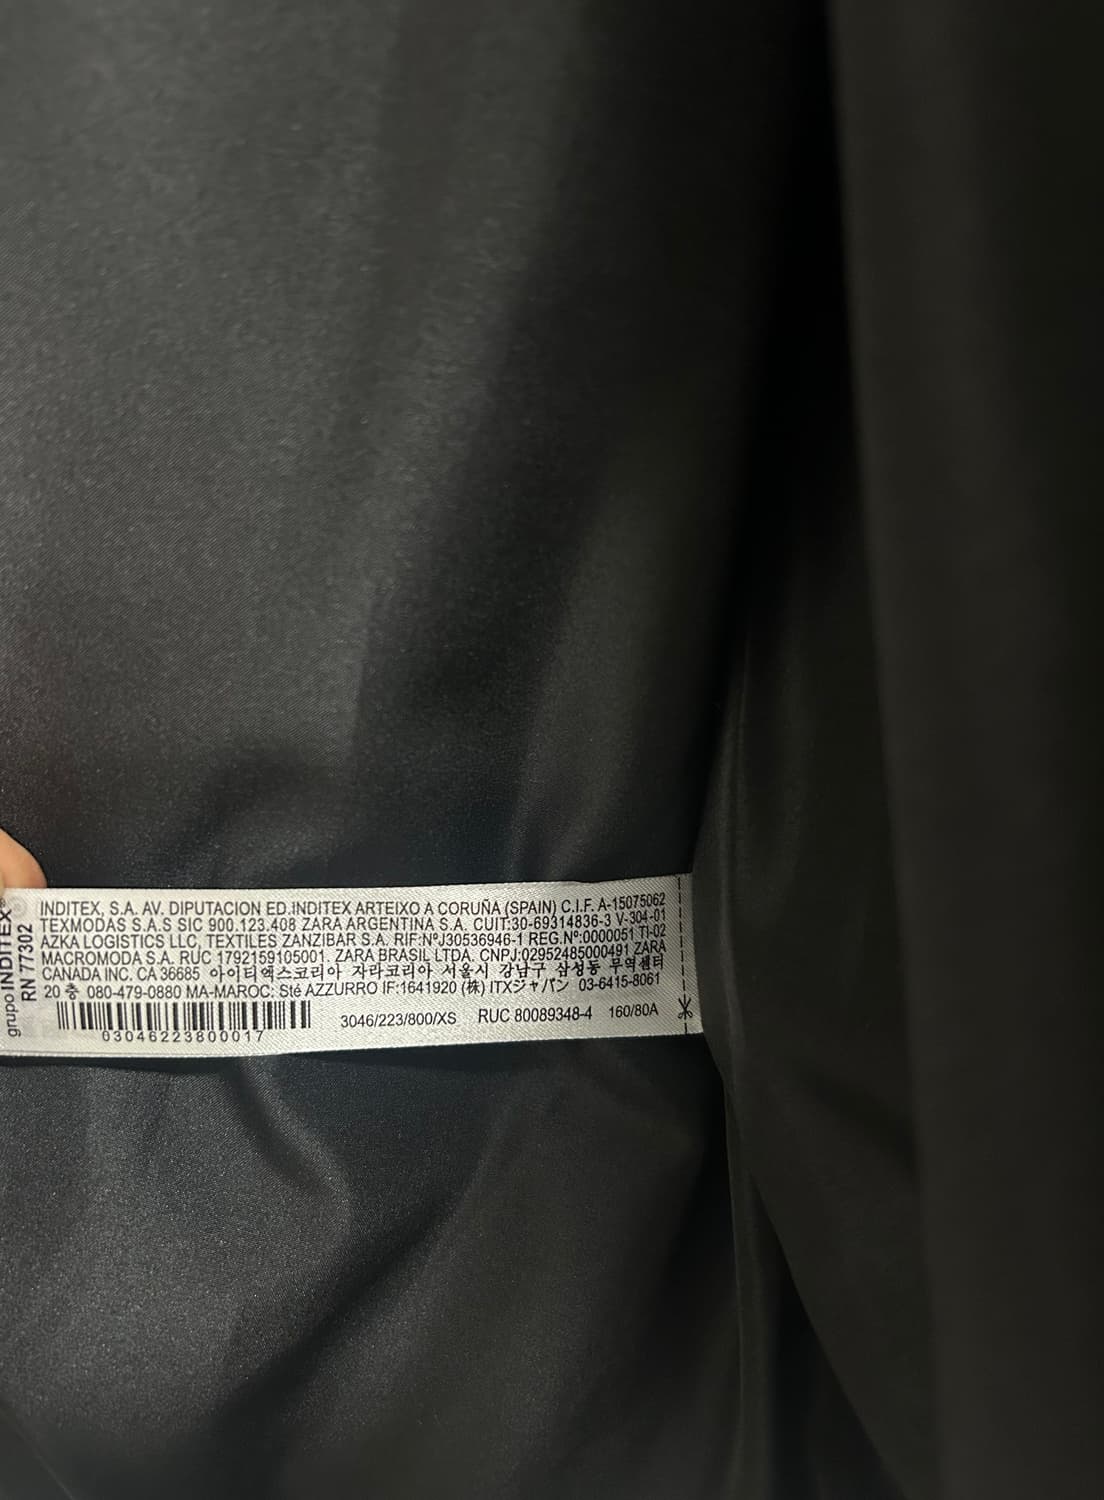 grupo INDITEX®
RN 77302
INDITEX, S.A. AV. DIPUTACION ED.INDITEX ARTEIXO A CORUÑA (SPAIN) C.I.F. A-15075062
TEXMODAS S.A.S SIC 900.123.408 ZARA ARGENTINA S.A. CUIT:30-69314836-3 V-304-01
AZKA LOGISTICS LLC, TEXTILES ZANZIBAR S.A. RIF:NºJ30536946-1 REG.Nº:0000051 TI-02
MACROMODA S.A. RUC 1792159105001. ZARA BRASIL LTDA. CNPJ:02952485000491 ZARA
CANADA INC. CA 36685 아이티엑스코리아 자라코리아 서울시 강남구 삼성동 무역센터
20 층 080-479-0880 MA-MAROC: Sté AZZURRO IF:1641920 (株) ITXジャパン 03-6415-8061
3046/223/800/XS RUC 80089348-4 160/80A
03046223800017